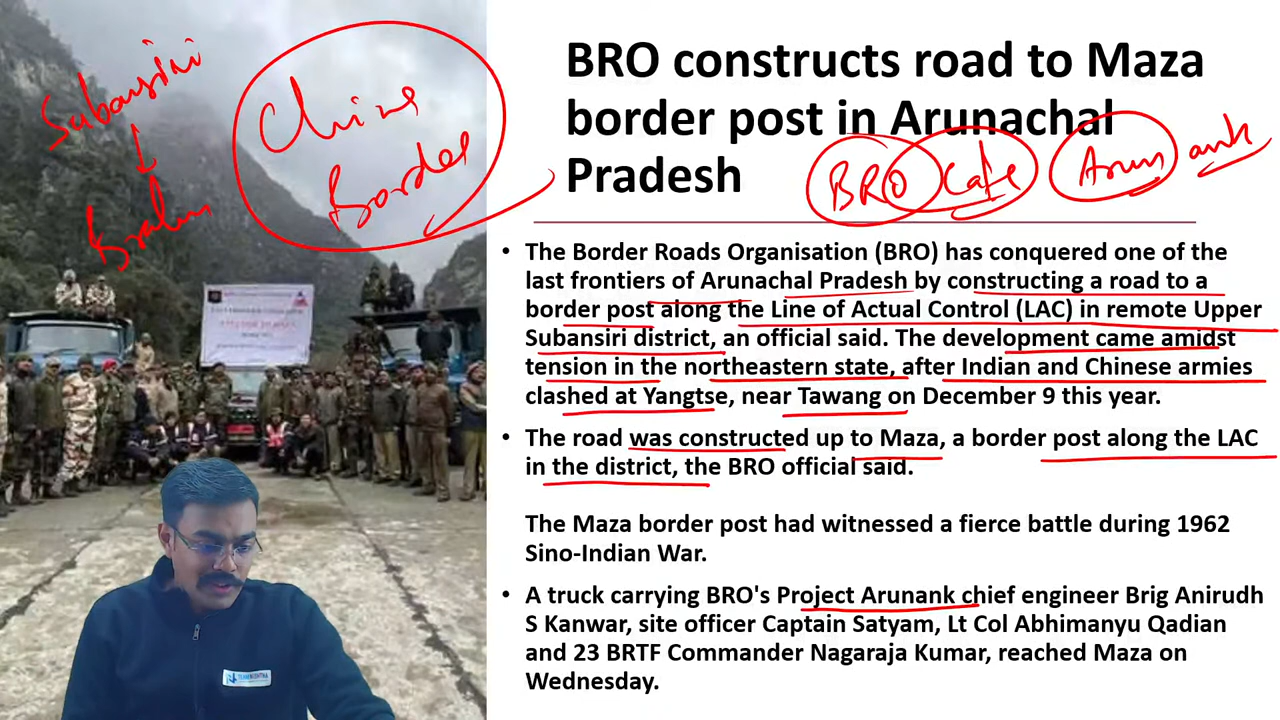 BRO constructs road to Maza
border post in Arunachal
Pradesh
Subansiri
China
Border
BRO Cafe Arun ank
• The Border Roads Organisation (BRO) has conquered one of the
last frontiers of Arunachal Pradesh by constructing a road to a
border post along the Line of Actual Control (LAC) in remote Upper
Subansiri district, an official said. The development came amidst
tension in the northeastern state, after Indian and Chinese armies
clashed at Yangtse, near Tawang on December 9 this year.
• The road was constructed up to Maza, a border post along the LAC
in the district, the BRO official said.
The Maza border post had witnessed a fierce battle during 1962
Sino-Indian War.
• A truck carrying BRO's Project Arunank chief engineer Brig Anirudh
S Kanwar, site officer Captain Satyam, Lt Col Abhimanyu Qadian
and 23 BRTF Commander Nagaraja Kumar, reached Maza on
Wednesday.